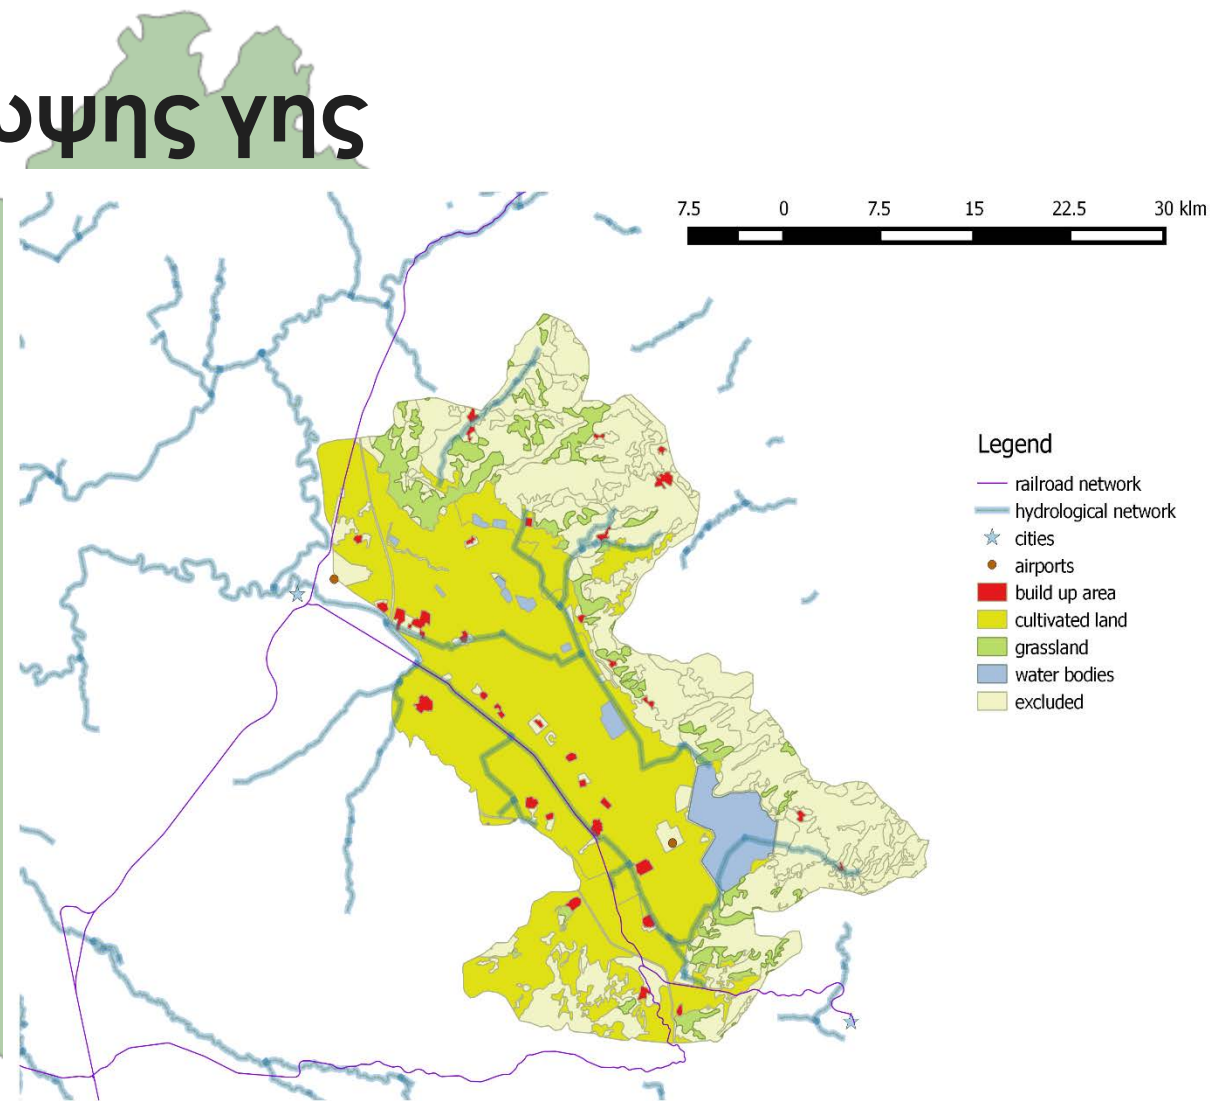 οψης γης
7.5 0 7.5 15 22.5 30 klm
Legend
railroad network
hydrological network
cities
airports
build up area
cultivated land
grassland
water bodies
excluded